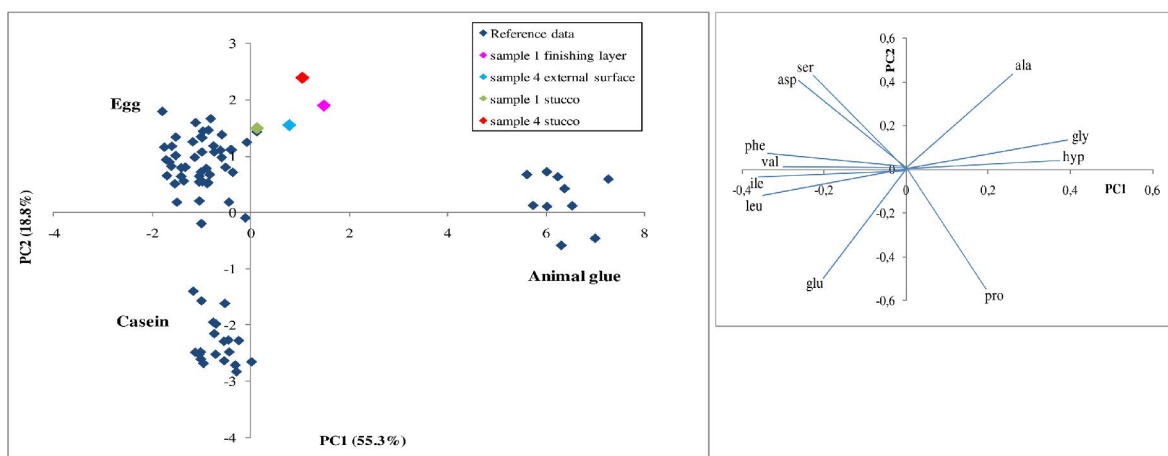 3
2
1
0
-1
-2
-3
-4
-4
-2
0
2
4
6
8
PC2 (18.8%)
PC1 (55.3%)
Egg
Casein
Animal glue
Reference data
sample 1 finishing layer
sample 4 external surface
sample 1 stucco
sample 4 stucco
0,6
0,4
0,2
0
-0,2
-0,4
-0,6
-0,4
-0,2
0
0,2
0,4
0,6
PC2
PC1
ser
asp
ala
phe
val
gly
hyp
ile
leu
glu
pro